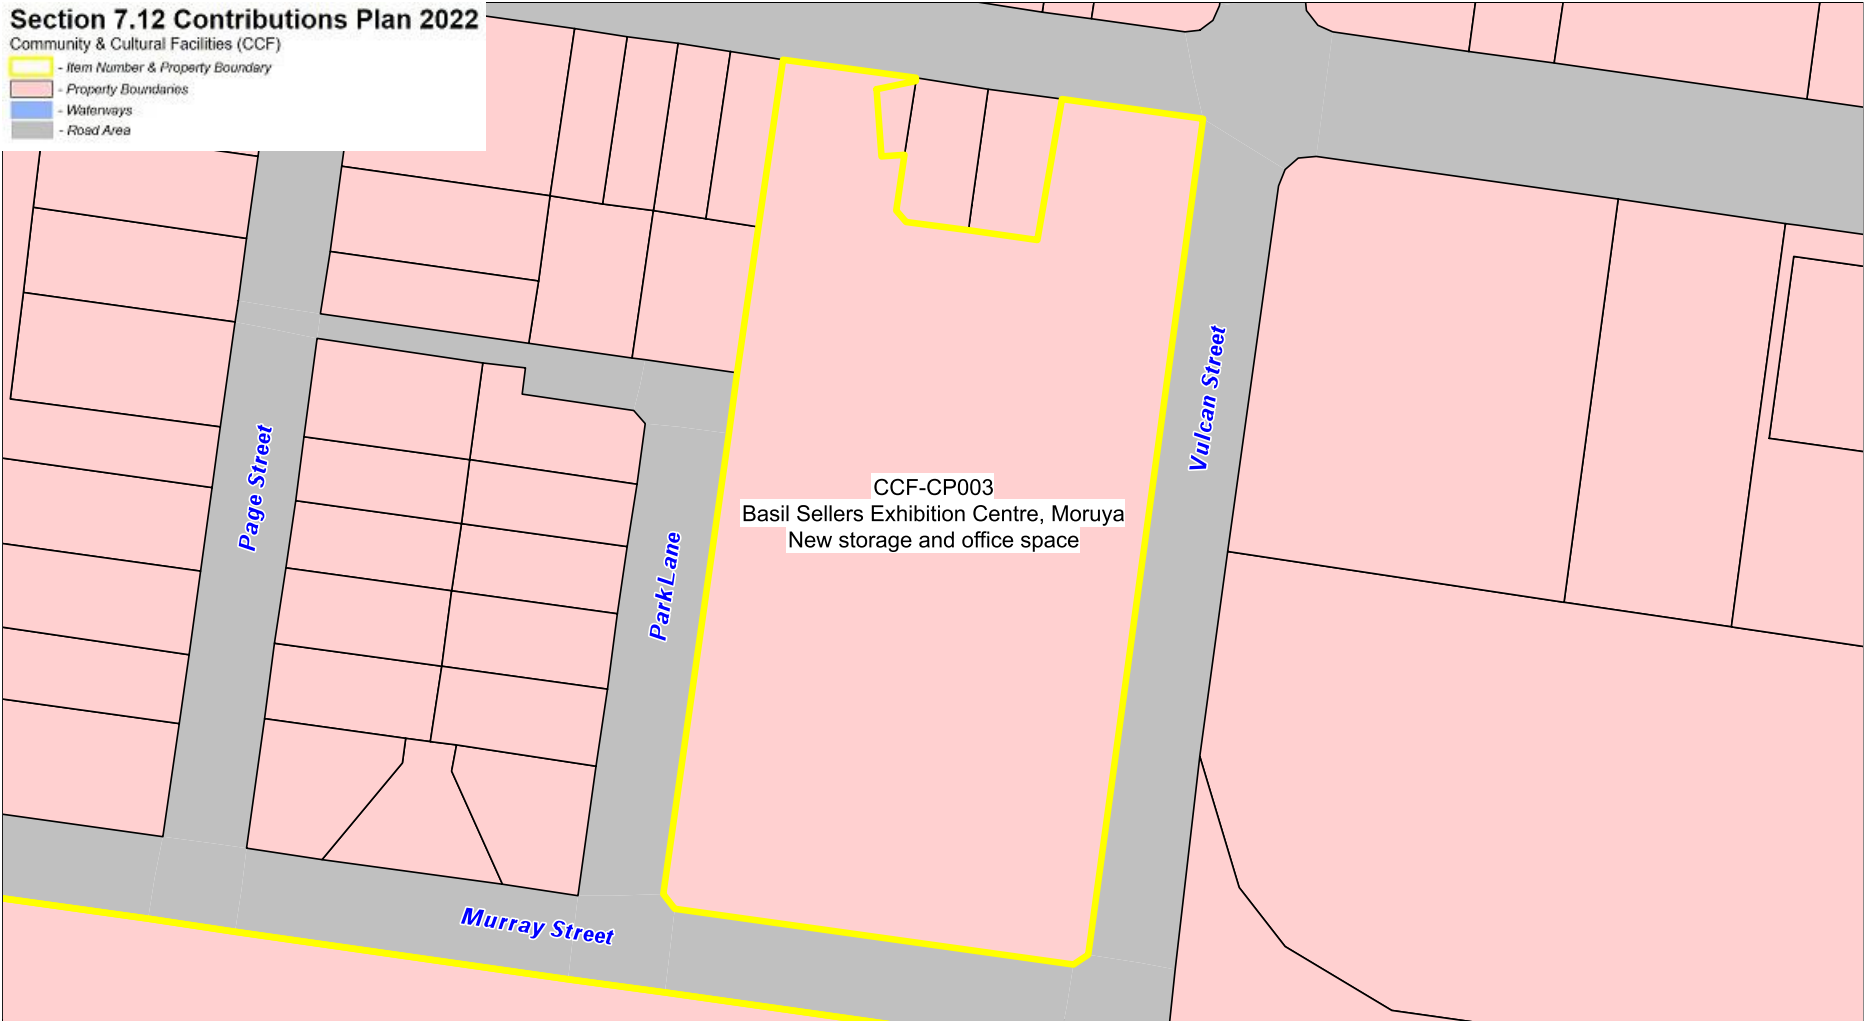 Section 7.12 Contributions Plan 2022
Community & Cultural Facilities (CCF)
- Item Number & Property Boundary
- Property Boundaries
- Waterways
- Road Area
Vulcan Street
Page Street
CCF-CP003
Basil Sellers Exhibition Centre, Moruya
New storage and office space
Park Lane
Murray Street